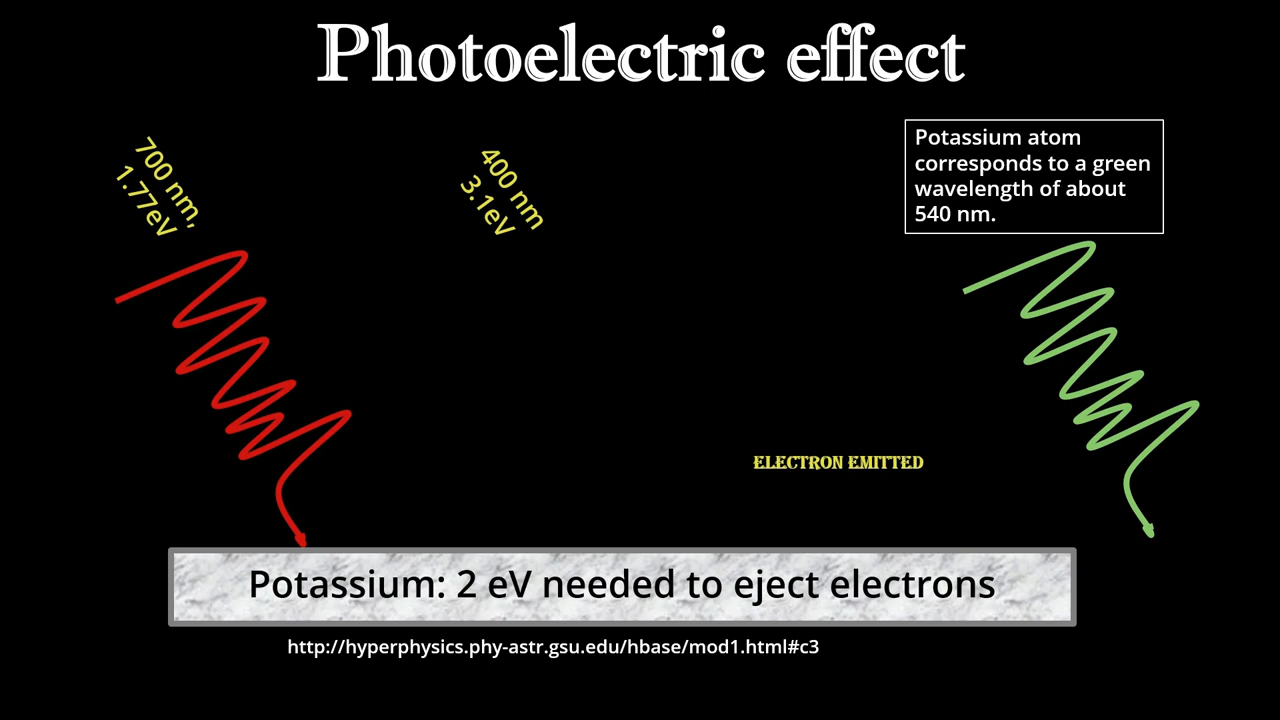 Photoelectric effect
700 nm,
1.77eV
400 nm
3.1eV
Potassium atom
corresponds to a green
wavelength of about
540 nm.
ELECTRON EMITTED
Potassium: 2 eV needed to eject electrons
http://hyperphysics.phy-astr.gsu.edu/hbase/mod1.html#c3